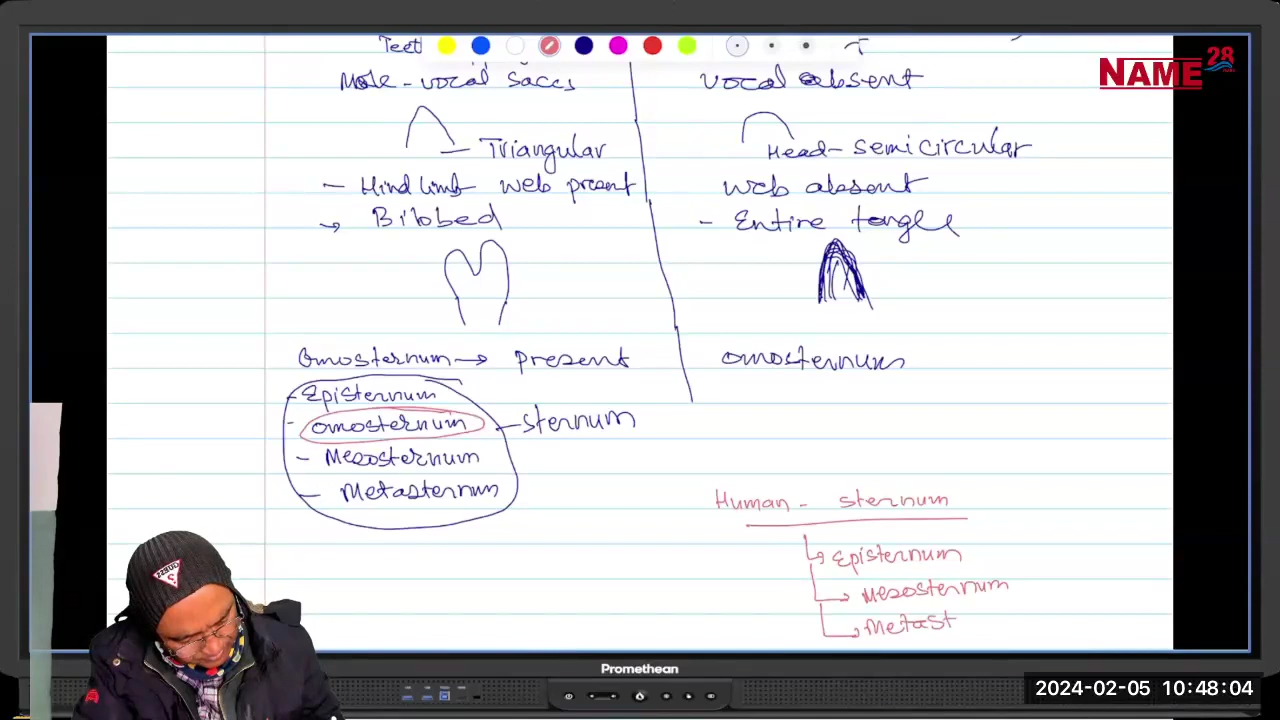 Teet
NAME 28
Male - vocal saccs
vocal absent
- Triangular
Head - semicircular
- Hind limb web present
web absent
→ Bilobed
- Entire
Omosternum → present
omosternum
- Episternum
- omosternum
- sternum
- Mesosternum
- Metasternum
Human - sternum
→ Episternum
→ Mesosternum
→ Metast
Promethean
2024-02-05 10:48:04